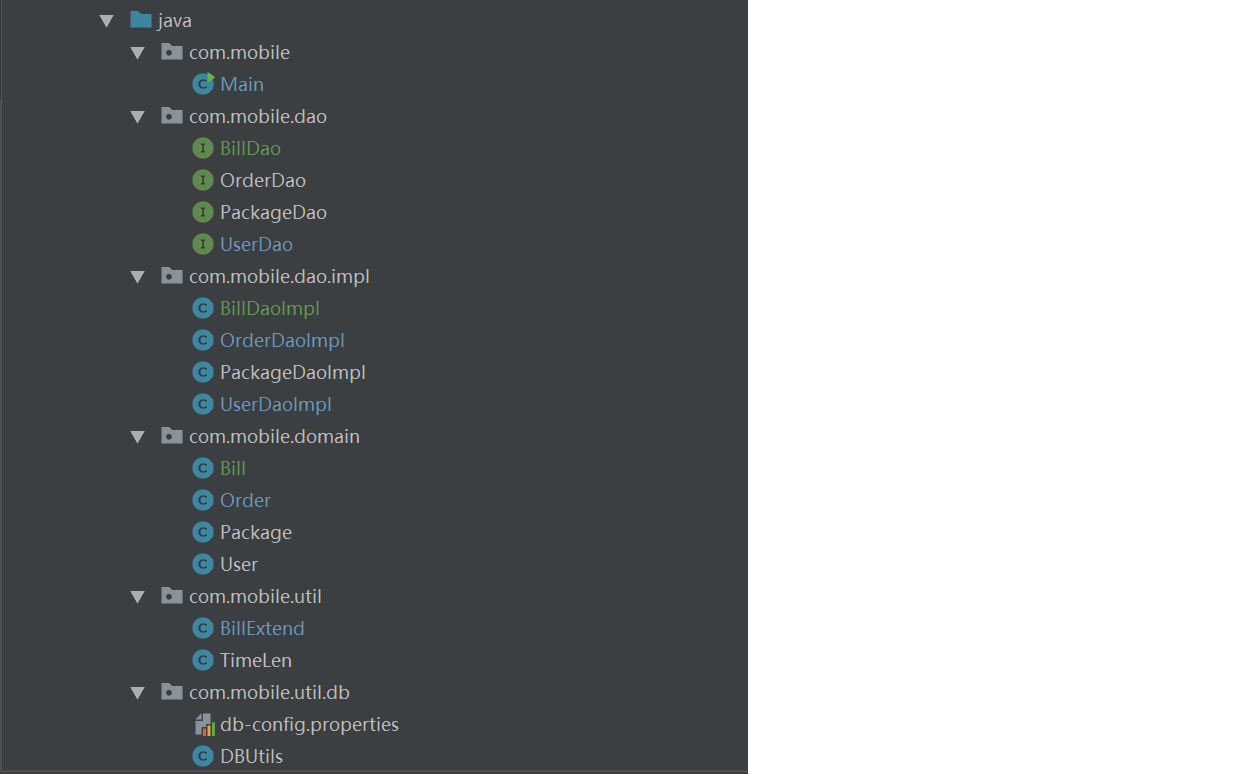 java
com.mobile
Main
com.mobile.dao
BillDao
OrderDao
PackageDao
UserDao
com.mobile.dao.impl
BillDaoImpl
OrderDaoImpl
PackageDaoImpl
UserDaoImpl
com.mobile.domain
Bill
Order
Package
User
com.mobile.util
BillExtend
TimeLen
com.mobile.util.db
db-config.properties
DBUtils